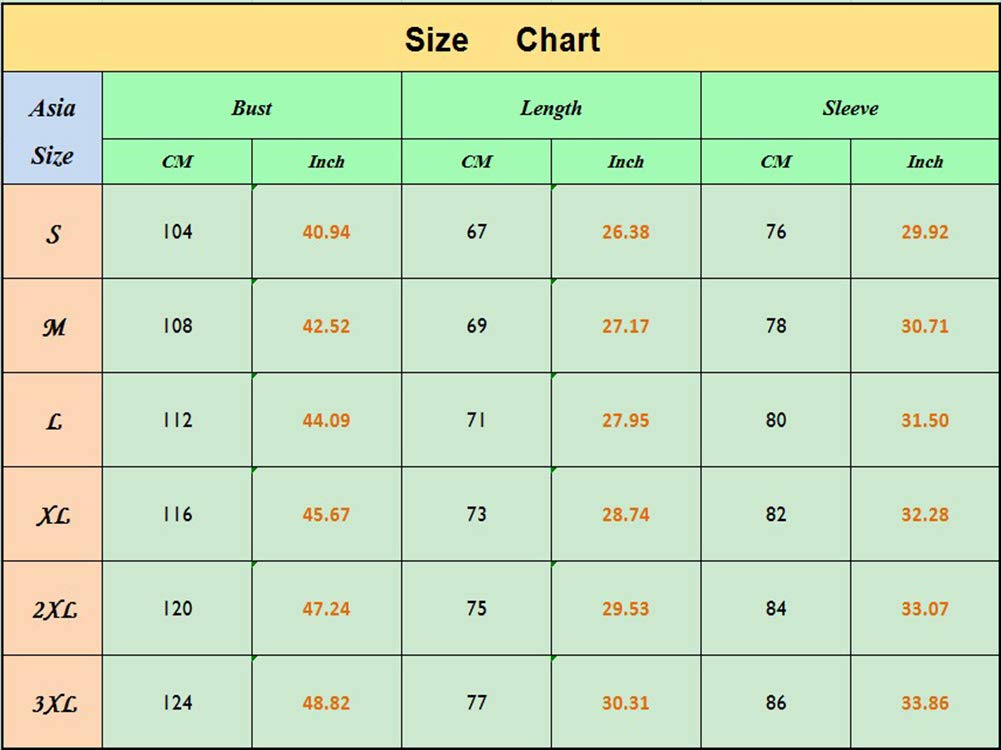 Size Chart
Asia Size Bust Length Sleeve
CM Inch CM Inch CM Inch
S 104 40.94 67 26.38 76 29.92
M 108 42.52 69 27.17 78 30.71
L 112 44.09 71 27.95 80 31.50
XL 116 45.67 73 28.74 82 32.28
2XL 120 47.24 75 29.53 84 33.07
3XL 124 48.82 77 30.31 86 33.86